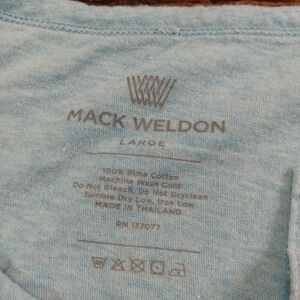 MACK WELDON
LARGE
100% Pima Cotton
Machine Wash Cold
Do Not Bleach, Do Not Dryclean
Tumble Dry Low, Iron Low
MADE IN THAILAND
RN 137077